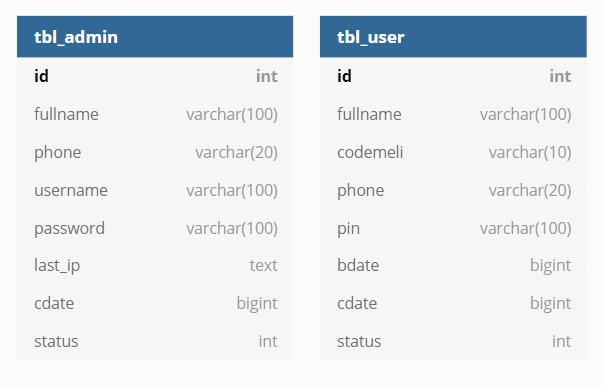 tbl_admin
id int
fullname varchar(100)
phone varchar(20)
username varchar(100)
password varchar(100)
last_ip text
cdate bigint
status int
tbl_user
id int
fullname varchar(100)
codemeli varchar(10)
phone varchar(20)
pin varchar(100)
bdate bigint
cdate bigint
status int